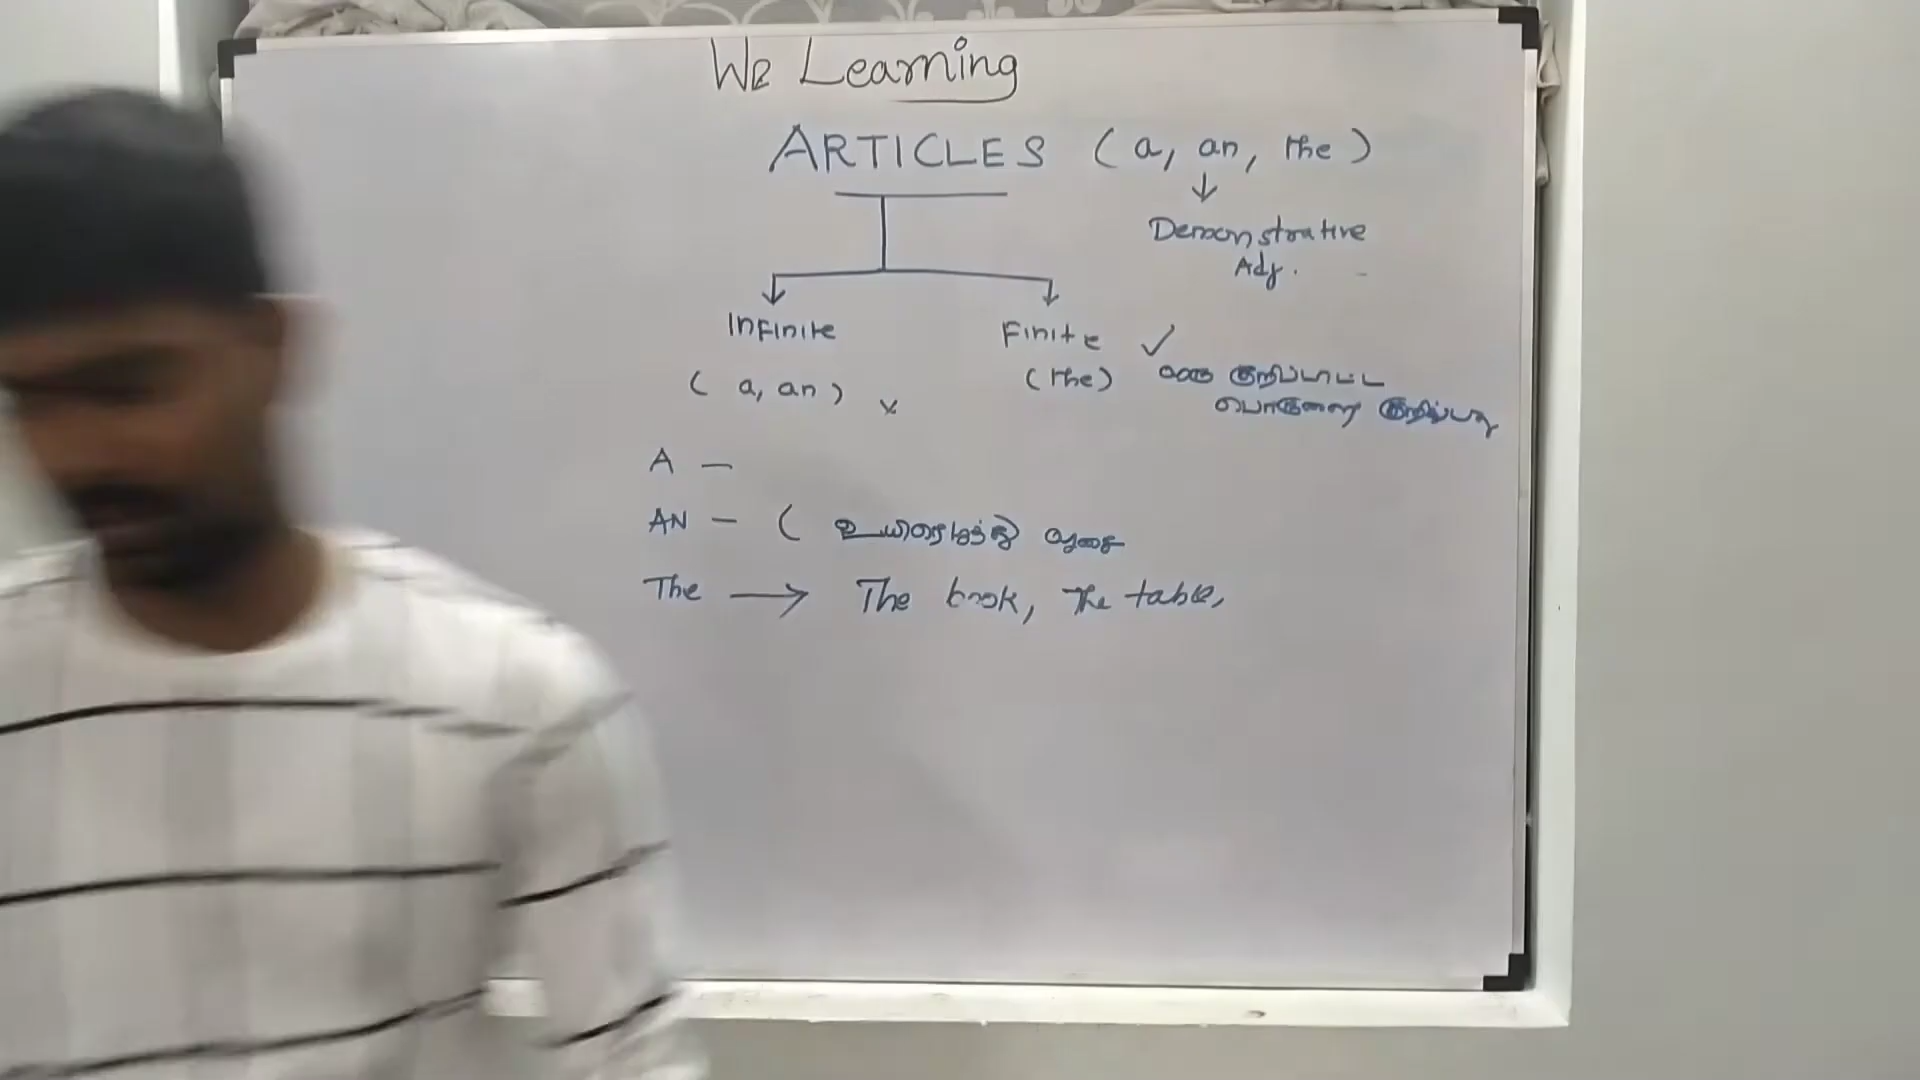 We Learning
ARTICLES (a, an, the)
Demonstrative
Adj.
Infinite
Finite ✓
(a, an) x
(the) ஒரு குறிப்பிட்ட
பொருளை குறிப்பது
A —
AN — ( உயிரெழுத்து ஓசை
The → The book, The table,